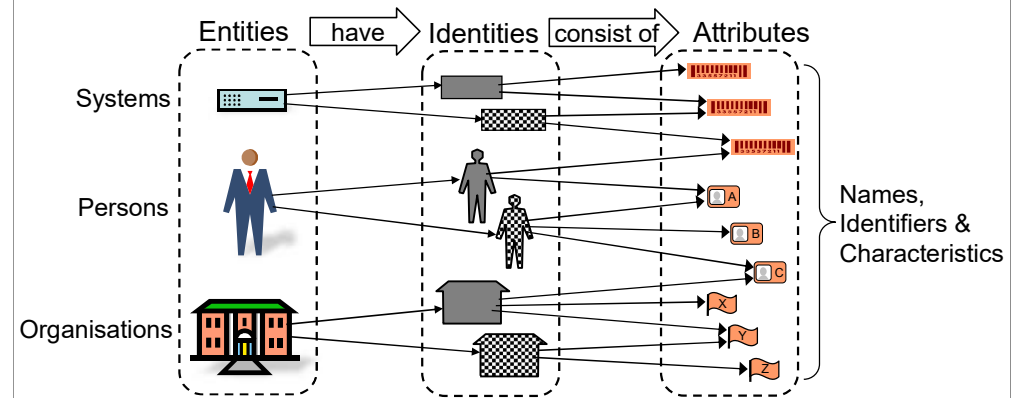 Entities
have
Identities
consist of
Attributes
Systems
Persons
Organisations
A
B
C
X
Y
Z
Names,
Identifiers &
Characteristics